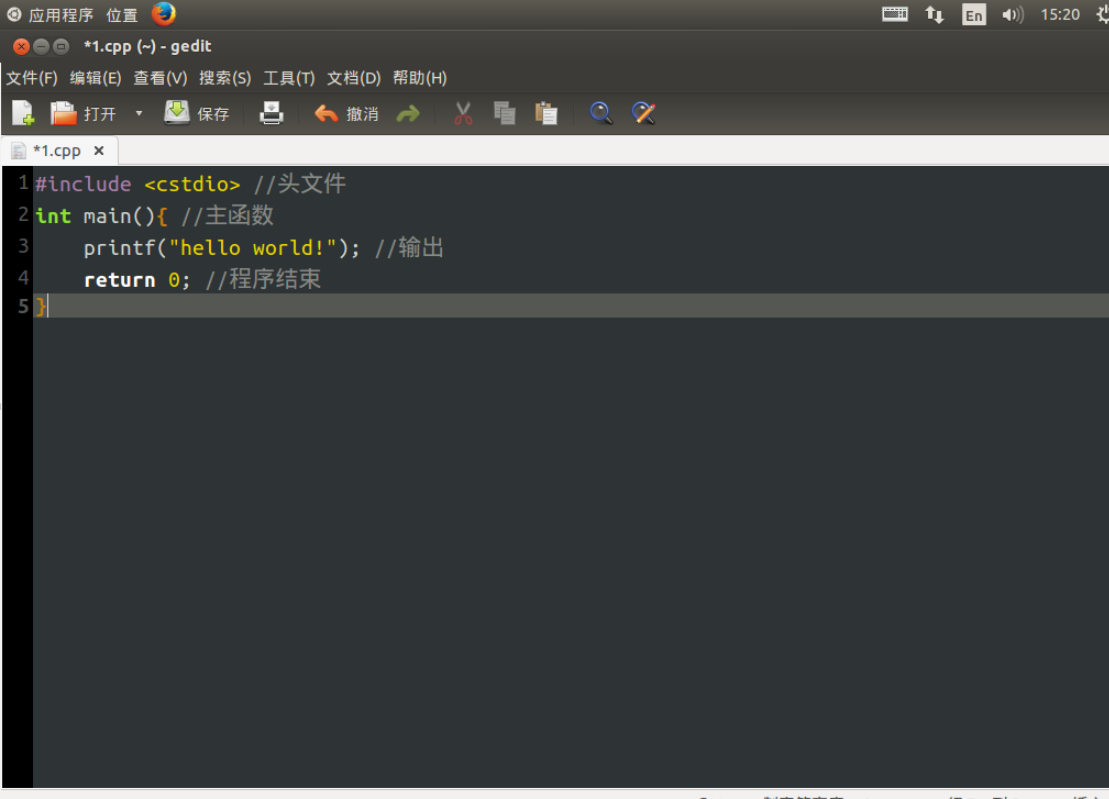 应用程序 位置 En 15:20
*1.cpp (~) - gedit
文件(F) 编辑(E) 查看(V) 搜索(S) 工具(T) 文档(D) 帮助(H)
打开 保存 撤消
*1.cpp ×
1 #include <cstdio> //头文件
2 int main(){ //主函数
3     printf("hello world!"); //输出
4     return 0; //程序结束
5 }